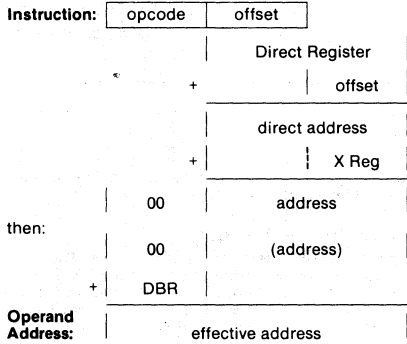 Instruction: opcode offset
Direct Register
+ offset
direct address
+ X Reg
00 address
then:
00 (address)
+ DBR
Operand
Address: effective address